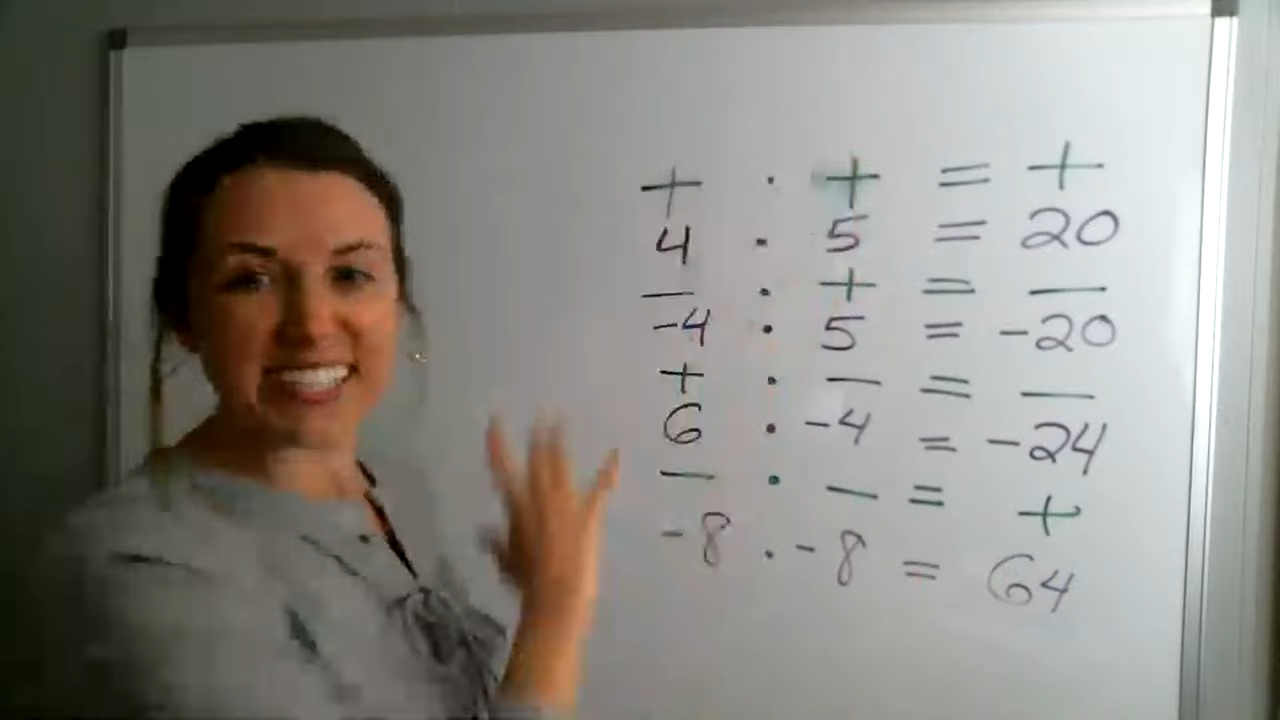 + · + = +
4 · 5 = 20
— · + = —
-4 · 5 = -20
+ · — = —
6 · -4 = -24
— · — = +
-8 · -8 = 64